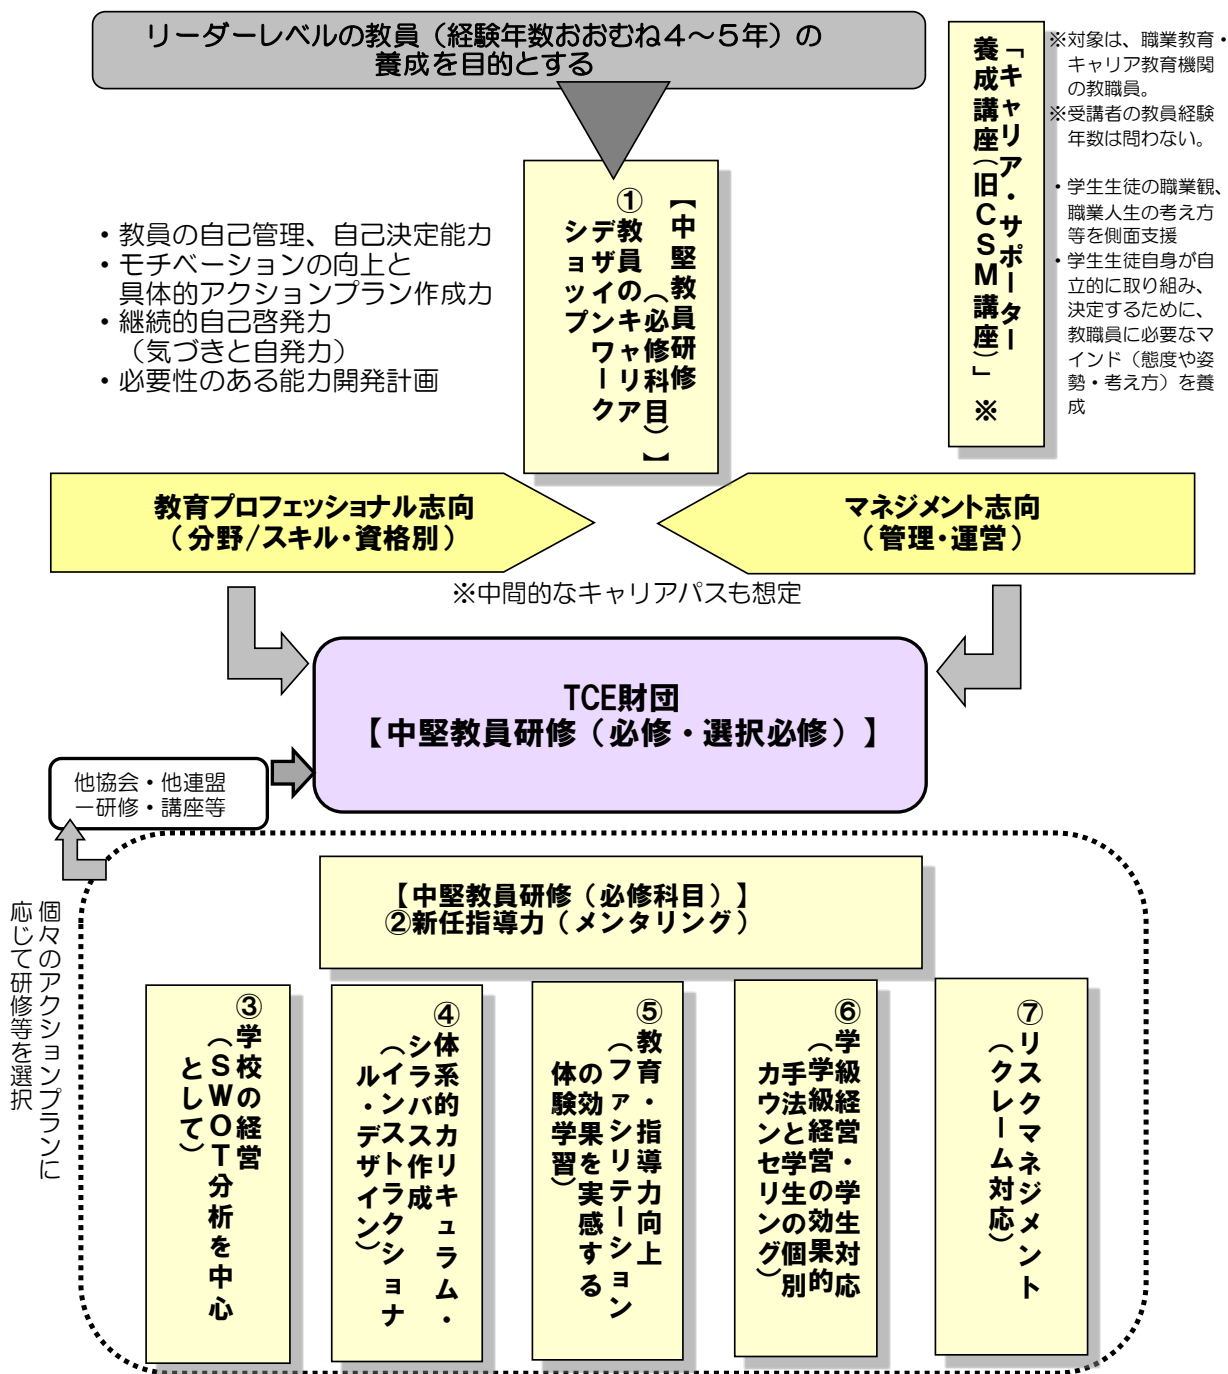 リーダーレベルの教員（経験年数おおむね４～５年）の
養成を目的とする
「キャリア・サポーター
養成講座（旧ＣＳＭ講座）」 ※
※対象は、職業教育・
キャリア教育機関
の教職員。
※受講者の教員経験
年数は問わない。
・学生生徒の職業観、
職業人生の考え方
等を側面支援
・学生生徒自身が自
立的に取り組み、
決定するために、
教職員に必要なマ
インド（態度や姿
勢・考え方）を養
成
【中堅教員研修
（必修科目）】
①教員のキャリア
デザインワーク
ショップ
・教員の自己管理、自己決定能力
・モチベーションの向上と
具体的アクションプラン作成力
・継続的自己啓発力
（気づきと自発力）
・必要性のある能力開発計画
教育プロフェッショナル志向
（分野/スキル・資格別）
マネジメント志向
（管理・運営）
※中間的なキャリアパスも想定
TCE財団
【中堅教員研修（必修・選択必修）】
他協会・他連盟
－研修・講座等
個々のアクションプランに
応じて研修等を選択
【中堅教員研修（必修科目）】
②新任指導力（メンタリング）
③学校の経営
（ＳＷＯＴ分析を中心
として）
④体系的カリキュラム・
シラバス作成
（インストラクショナ
ル・デザイン）
⑤教育・指導力向上
（ファシリテーション
の効果を実感する
体験学習）
⑥学級経営・学生対応
（学級経営の効果的
手法と学生の個別
カウンセリング）
⑦リスクマネジメント
（クレーム対応）